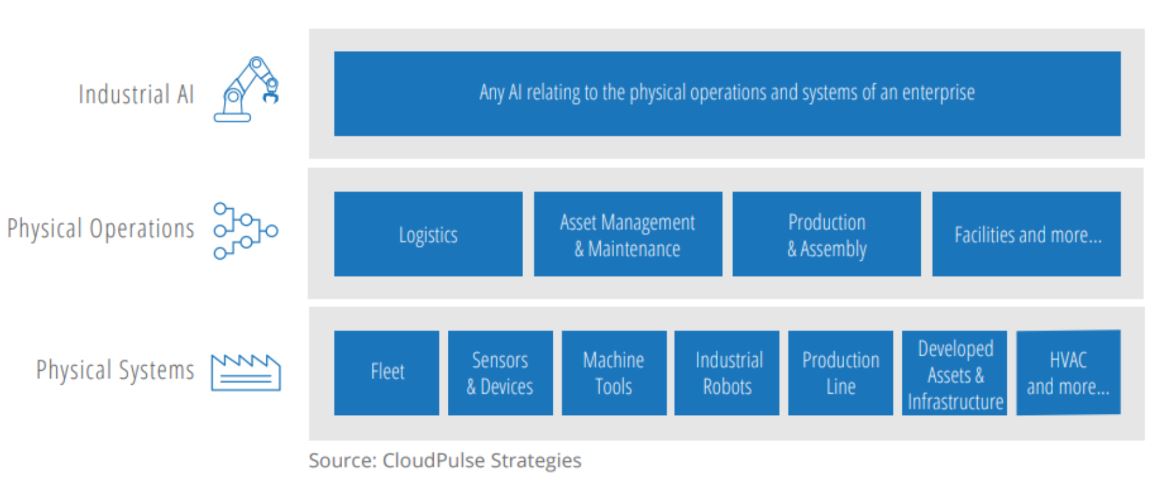 Industrial AI
Any AI relating to the physical operations and systems of an enterprise
Physical Operations
Logistics
Asset Management
& Maintenance
Production
& Assembly
Facilities and more...
Physical Systems
Fleet
Sensors
& Devices
Machine
Tools
Industrial
Robots
Production
Line
Developed
Assets &
Infrastructure
HVAC
and more...
Source: CloudPulse Strategies